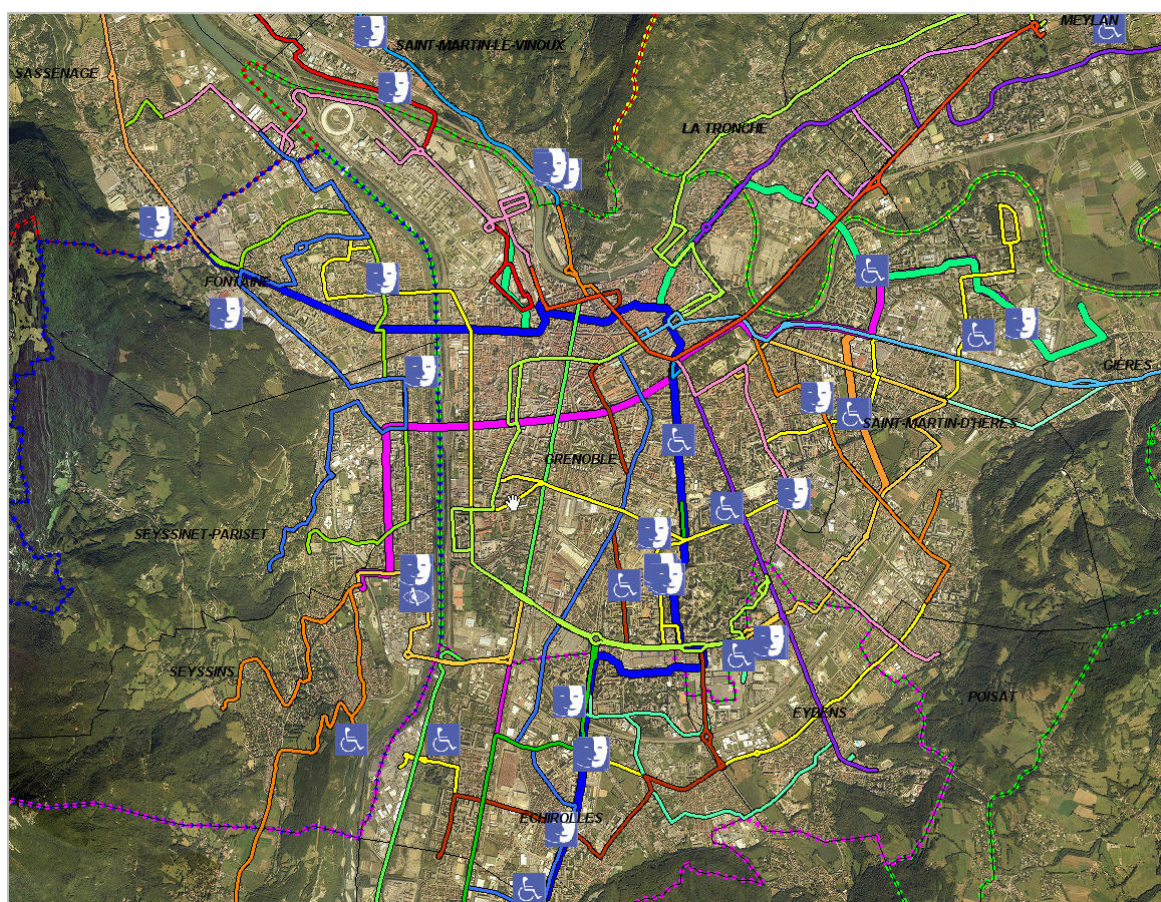 MEYLAN
SAINT-MARTIN-LE-VINOUX
SASSENAGE
LA TRONCHE
FONTAINE
GIÈRES
SAINT-MARTIN-D'HÈRES
GRENOBLE
SEYSSINET-PARISET
SEYSSINS
POISAT
EYBENS
ECHIROLLES